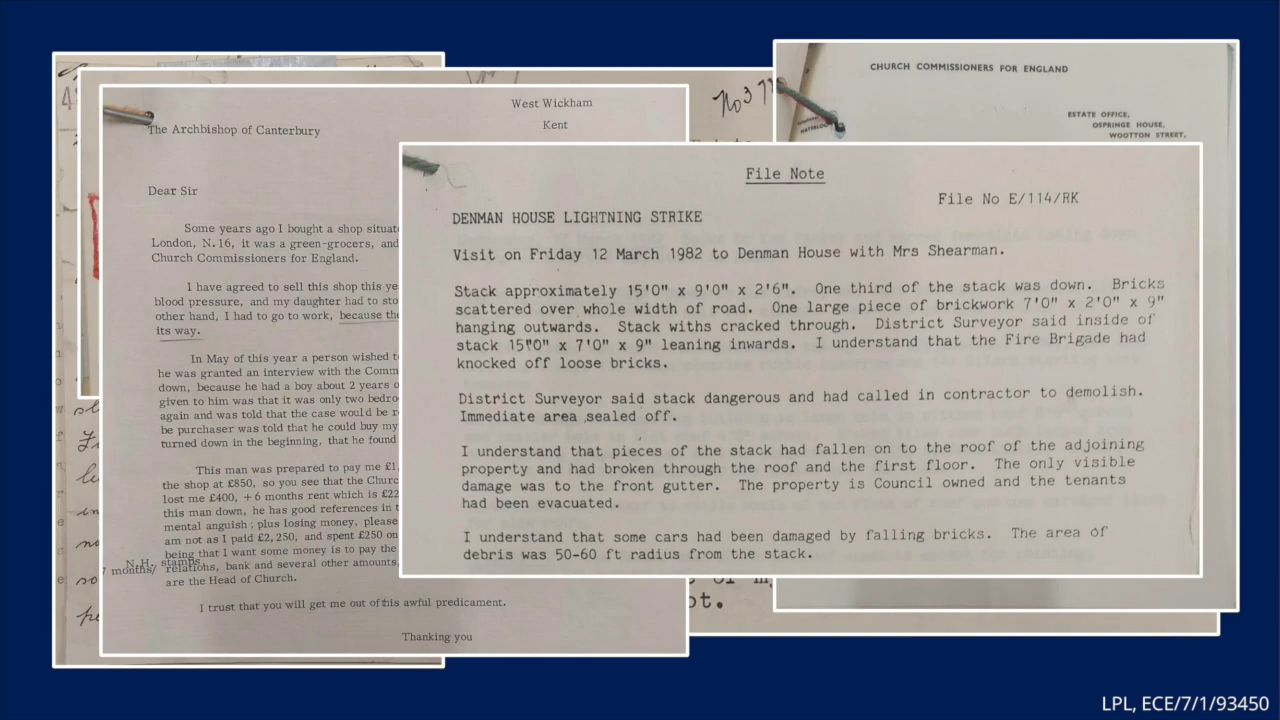 West Wickham
Kent
The Archbishop of Canterbury
Dear Sir
Some years ago I bought a shop situate
London, N.16, it was a green-grocers, and
Church Commissioners for England.
I have agreed to sell this shop this ye
blood pressure, and my daughter had to sto
other hand, I had to go to work, because the
its way.
In May of this year a person wished t
he was granted an interview with the Comm
down, because he had a boy about 2 years o
given to him was that it was only two bedro
again and was told that the case would be r
be purchaser was told that he could buy my
turned down in the beginning, that he found
This man was prepared to pay me £1,
the shop at £850, so you see that the Churc
lost me £400, + 6 months rent which is £22
this man down, he has good references in t
mental anguish ; plus losing money, please
am not as I paid £2,250, and spent £250 on
being that I want some money is to pay the
N.H. stamps
7 months/ relations, bank and several other amounts,
are the Head of Church.
I trust that you will get me out of this awful predicament.
Thanking you
No 3
CHURCH COMMISSIONERS FOR ENGLAND
ESTATE OFFICE,
OSPRINGE HOUSE,
WOOTTON STREET,
WATERLOO
File Note
File No E/114/RK
DENMAN HOUSE LIGHTNING STRIKE
Visit on Friday 12 March 1982 to Denman House with Mrs Shearman.
Stack approximately 15'0" x 9'0" x 2'6". One third of the stack was down. Bricks
scattered over whole width of road. One large piece of brickwork 7'0" x 2'0" x 9"
hanging outwards. Stack withs cracked through. District Surveyor said inside of
stack 15'0" x 7'0" x 9" leaning inwards. I understand that the Fire Brigade had
knocked off loose bricks.
District Surveyor said stack dangerous and had called in contractor to demolish.
Immediate area sealed off.
I understand that pieces of the stack had fallen on to the roof of the adjoining
property and had broken through the roof and the first floor. The only visible
damage was to the front gutter. The property is Council owned and the tenants
had been evacuated.
I understand that some cars had been damaged by falling bricks. The area of
debris was 50-60 ft radius from the stack.
LPL, ECE/7/1/93450